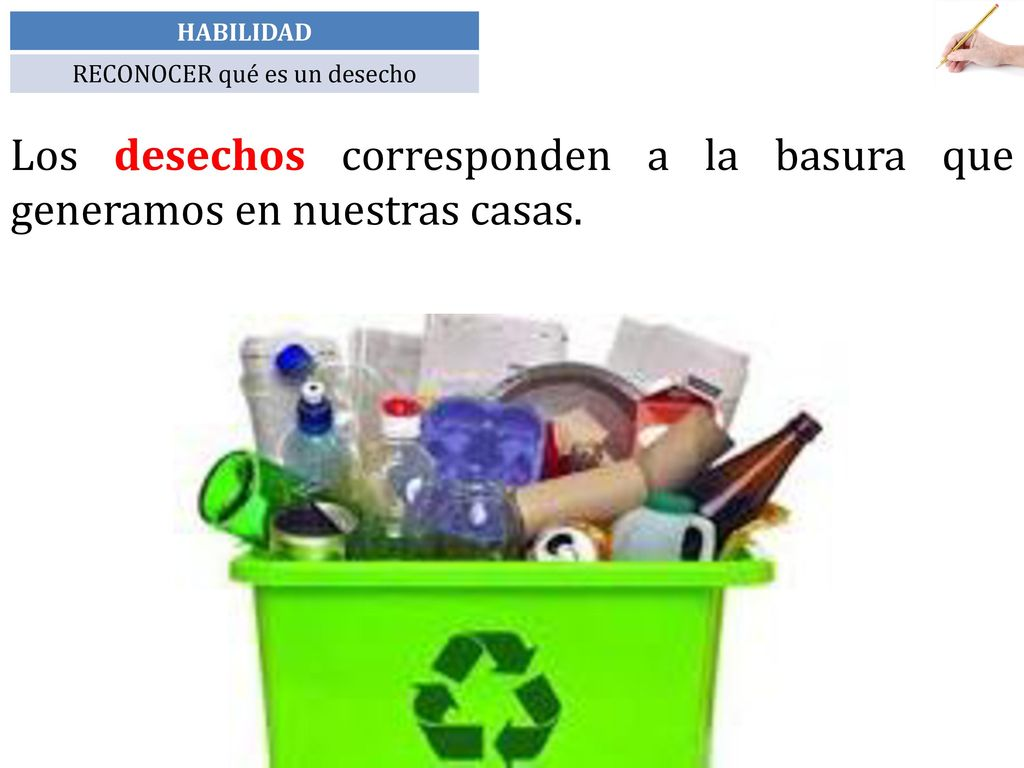 HABILIDAD
RECONOCER qué es un desecho
Los desechos corresponden a la basura que
generamos en nuestras casas.